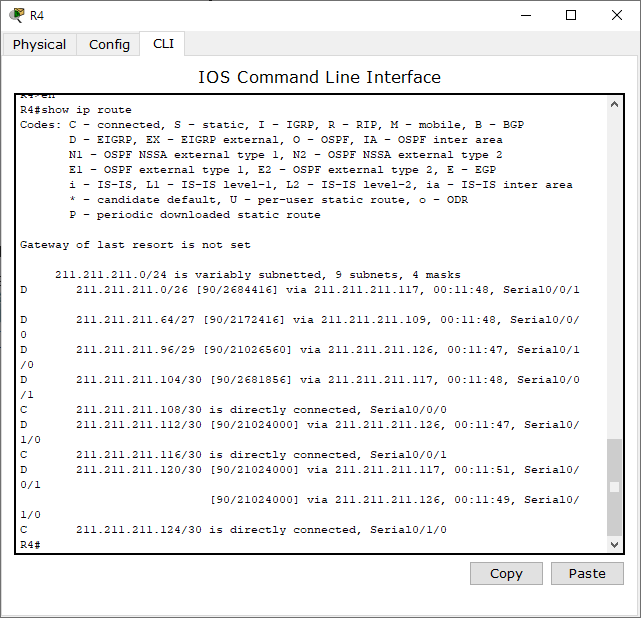 R4
Physical Config CLI
IOS Command Line Interface
R4>en
R4#show ip route
Codes: C - connected, S - static, I - IGRP, R - RIP, M - mobile, B - BGP
D - EIGRP, EX - EIGRP external, O - OSPF, IA - OSPF inter area
N1 - OSPF NSSA external type 1, N2 - OSPF NSSA external type 2
E1 - OSPF external type 1, E2 - OSPF external type 2, E - EGP
i - IS-IS, L1 - IS-IS level-1, L2 - IS-IS level-2, ia - IS-IS inter area
* - candidate default, U - per-user static route, o - ODR
P - periodic downloaded static route
Gateway of last resort is not set
211.211.211.0/24 is variably subnetted, 9 subnets, 4 masks
D 211.211.211.0/26 [90/2684416] via 211.211.211.117, 00:11:48, Serial0/0/1
D 211.211.211.64/27 [90/2172416] via 211.211.211.109, 00:11:48, Serial0/0/
0
D 211.211.211.96/29 [90/21026560] via 211.211.211.126, 00:11:47, Serial0/1
/0
D 211.211.211.104/30 [90/2681856] via 211.211.211.117, 00:11:48, Serial0/0
/1
C 211.211.211.108/30 is directly connected, Serial0/0/0
D 211.211.211.112/30 [90/21024000] via 211.211.211.126, 00:11:47, Serial0/
1/0
C 211.211.211.116/30 is directly connected, Serial0/0/1
D 211.211.211.120/30 [90/21024000] via 211.211.211.117, 00:11:51, Serial0/
0/1
[90/21024000] via 211.211.211.126, 00:11:49, Serial0/
1/0
C 211.211.211.124/30 is directly connected, Serial0/1/0
R4#
Copy Paste